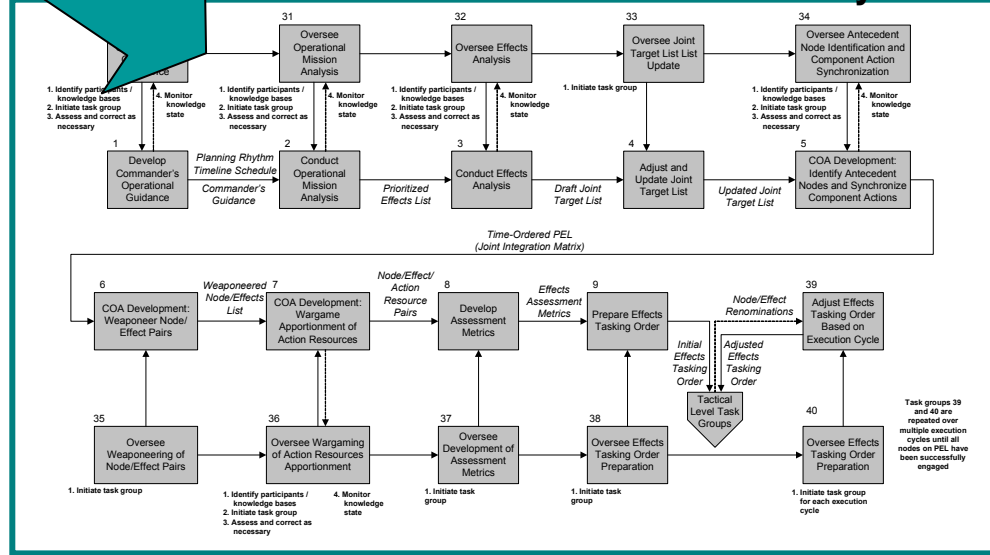 31
32
33
34
Oversee
Operational
Mission
Analysis
Oversee Effects
Analysis
Oversee Joint
Target List List
Update
Oversee Antecedent
Node Identification and
Component Action
Synchronization
1. Identify participants /
knowledge bases
2. Initiate task group
3. Assess and correct as
necessary
4. Monitor
knowledge
state
1. Identify participants /
knowledge bases
2. Initiate task group
3. Assess and correct as
necessary
4. Monitor
knowledge
state
1. Identify participants /
knowledge bases
2. Initiate task group
3. Assess and correct as
necessary
4. Monitor
knowledge
state
1. Initiate task group
1. Identify participants /
knowledge bases
2. Initiate task group
3. Assess and correct as
necessary
4. Monitor
knowledge
state
1
Develop
Commander's
Operational
Guidance
Planning Rhythm
Timeline Schedule
Commander's
Guidance
2
Conduct
Operational
Mission
Analysis
Prioritized
Effects List
3
Conduct Effects
Analysis
Draft Joint
Target List
4
Adjust and
Update Joint
Target List
Updated Joint
Target List
5
COA Development:
Identify Antecedent
Nodes and Synchronize
Component Actions
Time-Ordered PEL
(Joint Integration Matrix)
6
COA Development:
Weaponeer Node/
Effect Pairs
Weaponeered
Node/Effects
List
7
COA Development:
Wargame
Apportionment of
Action Resources
Node/Effect/
Action
Resource
Pairs
8
Develop
Assessment
Metrics
Effects
Assessment
Metrics
9
Prepare Effects
Tasking Order
Node/Effect
Renominations
39
Adjust Effects
Tasking Order
Based on
Execution Cycle
Initial
Effects
Tasking
Order
Adjusted
Effects
Tasking
Order
Tactical
Level Task
Groups
Task groups 39
and 40 are
repeated over
multiple execution
cycles until all
nodes on PEL have
been successfully
engaged
35
Oversee
Weaponeering of
Node/Effect Pairs
1. Initiate task group
36
Oversee Wargaming
of Action Resources
Apportionment
1. Identify participants /
knowledge bases
2. Initiate task group
3. Assess and correct as
necessary
4. Monitor
knowledge
state
37
Oversee
Development of
Assessment
Metrics
1. Initiate task
group
38
Oversee Effects
Tasking Order
Preparation
1. Initiate task
group
40
Oversee Effects
Tasking Order
Preparation
1. Initiate task group
for each execution
cycle